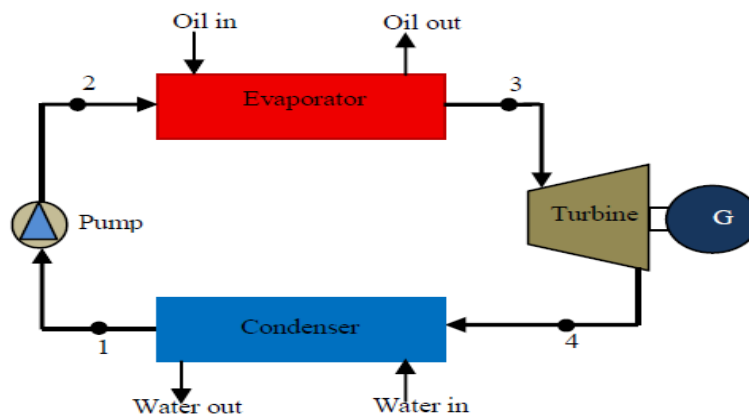 Oil in
Oil out
2
Evaporator
3
Pump
Turbine
G
1
Condenser
4
Water out
Water in